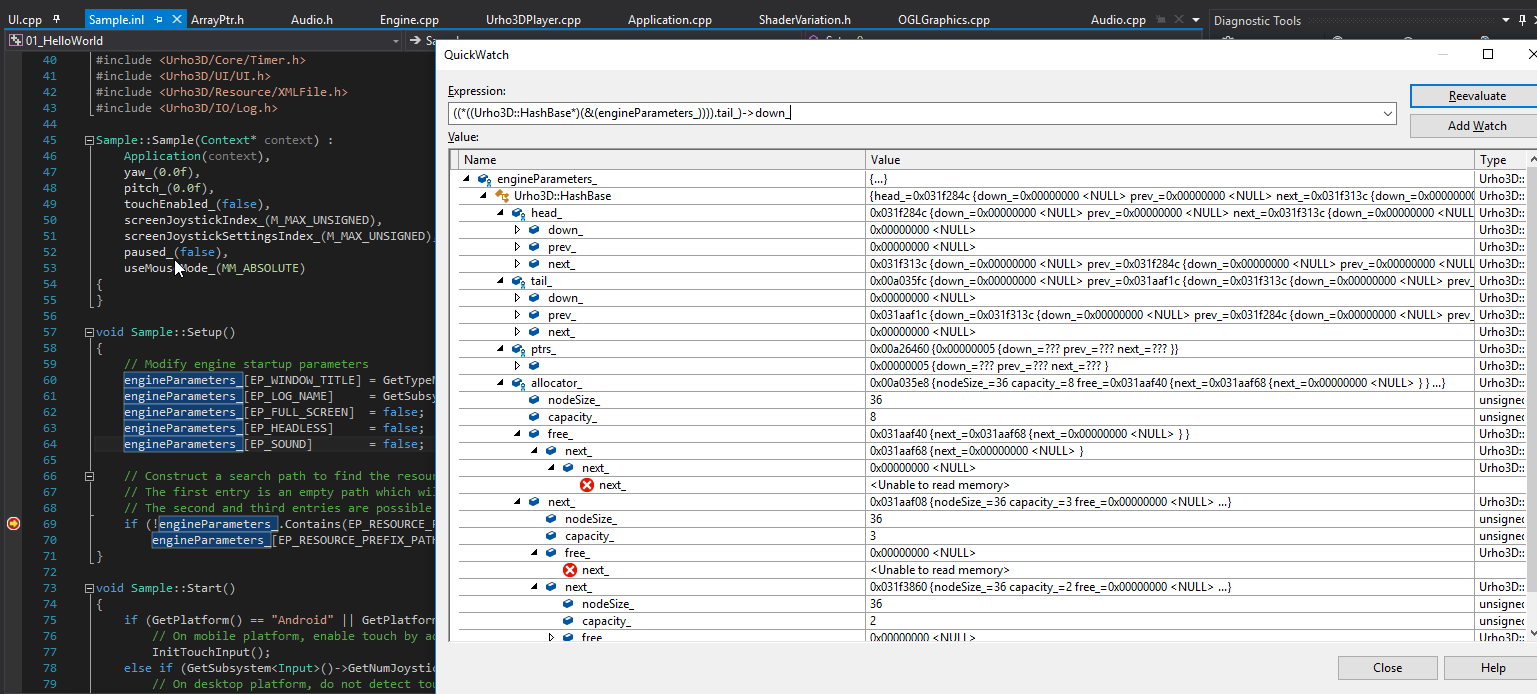 UI.cpp Sample.inl ArrayPtr.h Audio.h Engine.cpp Urho3DPlayer.cpp Application.cpp ShaderVariation.h OGLGraphics.cpp Audio.cpp Diagnostic Tools
01_HelloWorld
QuickWatch
40 #include <Urho3D/Core/Timer.h>
41 #include <Urho3D/UI/UI.h>
42 #include <Urho3D/Resource/XMLFile.h>
43 #include <Urho3D/IO/Log.h>
44
45 Sample::Sample(Context* context) :
46 Application(context),
47 yaw_(0.0f),
48 pitch_(0.0f),
49 touchEnabled_(false),
50 screenJoystickIndex_(M_MAX_UNSIGNED),
51 screenJoystickSettingsIndex_(M_MAX_UNSIGNED)
52 paused_(false),
53 useMous Mode_(MM_ABSOLUTE)
54 {
55 }
56
57 void Sample::Setup()
58 {
59 // Modify engine startup parameters
60 engineParameters_[EP_WINDOW_TITLE] = GetTypeN
61 engineParameters_[EP_LOG_NAME] = GetSubsy
62 engineParameters_[EP_FULL_SCREEN] = false;
63 engineParameters_[EP_HEADLESS] = false;
64 engineParameters_[EP_SOUND] = false;
65
66 // Construct a search path to find the resour
67 // The first entry is an empty path which wil
68 // The second and third entries are possible
69 if (!engineParameters_.Contains(EP_RESOURCE_P
70 engineParameters_[EP_RESOURCE_PREFIX_PATH
71 }
72
73 void Sample::Start()
74 {
75 if (GetPlatform() == "Android" || GetPlatform
76 // On mobile platform, enable touch by ad
77 InitTouchInput();
78 else if (GetSubsystem<Input>()->GetNumJoystic
79 // On desktop platform, do not detect tou
Expression:
((*((Urho3D::HashBase*)(&(engineParameters_)))).tail_)->down_
Reevaluate
Add Watch
Value:
Name Value Type
engineParameters_ {...} Urho3D::
Urho3D::HashBase {head_=0x031f284c {down_=0x00000000 <NULL> prev_=0x00000000 <NULL> next_=0x031f313c {down_=0x00000000 Urho3D::
head_ 0x031f284c {down_=0x00000000 <NULL> prev_=0x00000000 <NULL> next_=0x031f313c {down_=0x00000000 <NULL> Urho3D::
down_ 0x00000000 <NULL> Urho3D::
prev_ 0x00000000 <NULL> Urho3D::
next_ 0x031f313c {down_=0x00000000 <NULL> prev_=0x031f284c {down_=0x00000000 <NULL> prev_=0x00000000 <NULL Urho3D::
tail_ 0x00a035fc {down_=0x00000000 <NULL> prev_=0x031aaf1c {down_=0x031f313c {down_=0x00000000 <NULL> prev_ Urho3D::
down_ 0x00000000 <NULL> Urho3D::
prev_ 0x031aaf1c {down_=0x031f313c {down_=0x00000000 <NULL> prev_=0x031f284c {down_=0x00000000 <NULL> prev_ Urho3D::
next_ 0x00000000 <NULL> Urho3D::
ptrs_ 0x00a26460 {0x00000005 {down_=??? prev_=??? next_=??? }} Urho3D::
0x00000005 {down_=??? prev_=??? next_=??? } Urho3D::
allocator_ 0x00a035e8 {nodeSize_=36 capacity_=8 free_=0x031aaf40 {next_=0x031aaf68 {next_=0x00000000 <NULL> } } ...} Urho3D::
nodeSize_ 36 unsigned
capacity_ 8 unsigned
free_ 0x031aaf40 {next_=0x031aaf68 {next_=0x00000000 <NULL> } } Urho3D::
next_ 0x031aaf68 {next_=0x00000000 <NULL> } Urho3D::
next_ 0x00000000 <NULL> Urho3D::
next_ <Unable to read memory>
next_ 0x031aaf08 {nodeSize_=36 capacity_=3 free_=0x00000000 <NULL> ...} Urho3D::
nodeSize_ 36 unsigned
capacity_ 3 unsigned
free_ 0x00000000 <NULL> Urho3D::
next_ <Unable to read memory>
next_ 0x031f3860 {nodeSize_=36 capacity_=2 free_=0x00000000 <NULL> ...} Urho3D::
nodeSize_ 36 unsigned
capacity_ 2 unsigned
free_ 0x00000000 <NULL> Urho3D::
Close Help